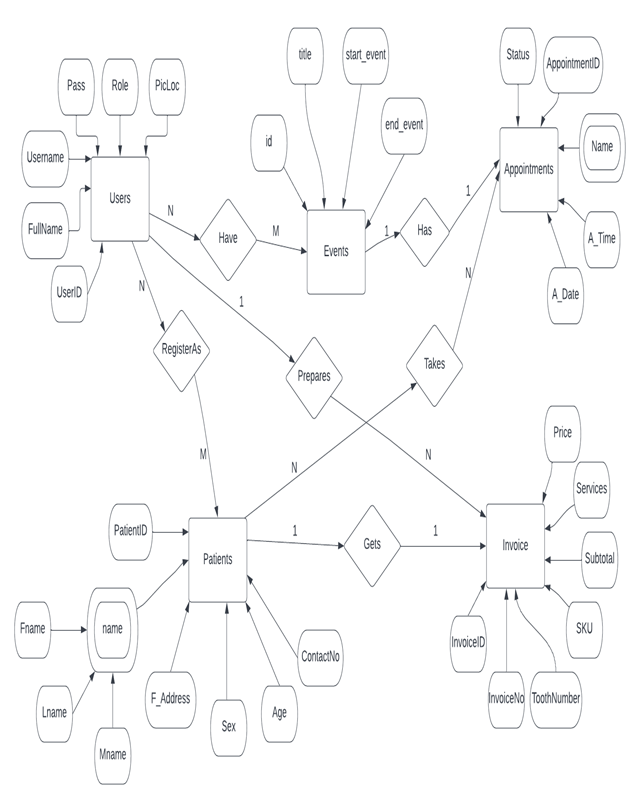 title
start_event
Status
AppointmentID
Pass
Role
PicLoc
end_event
id
Name
Username
Appointments
Users
1
N
FullName
M
Have
1
Has
Events
A_Time
UserID
N
1
N
A_Date
RegisterAs
Prepares
Takes
Price
M
N
N
Services
PatientID
1
1
Patients
Gets
Invoice
Subtotal
Fname
name
SKU
InvoiceID
ContactNo
F_Address
InvoiceNo
ToothNumber
Lname
Sex
Age
Mname